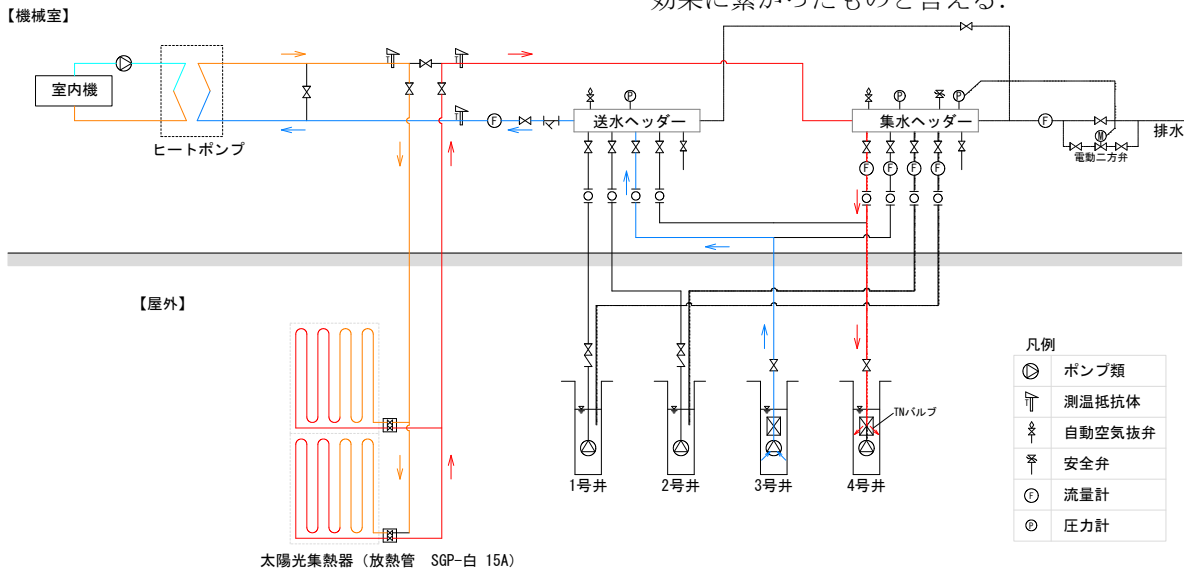 効果に繋がったものと言える.
【機械室】
室内機
ヒートポンプ
送水ヘッダー
集水ヘッダー
F
P
P
P
F
M
排水
電動二方弁
F
F
F
F
【屋外】
TNバルブ
1号井
2号井
3号井
4号井
太陽光集熱器（放熱管 SGP-白 15A）
凡例
ポンプ類
測温抵抗体
自動空気抜弁
安全弁
F 流量計
P 圧力計